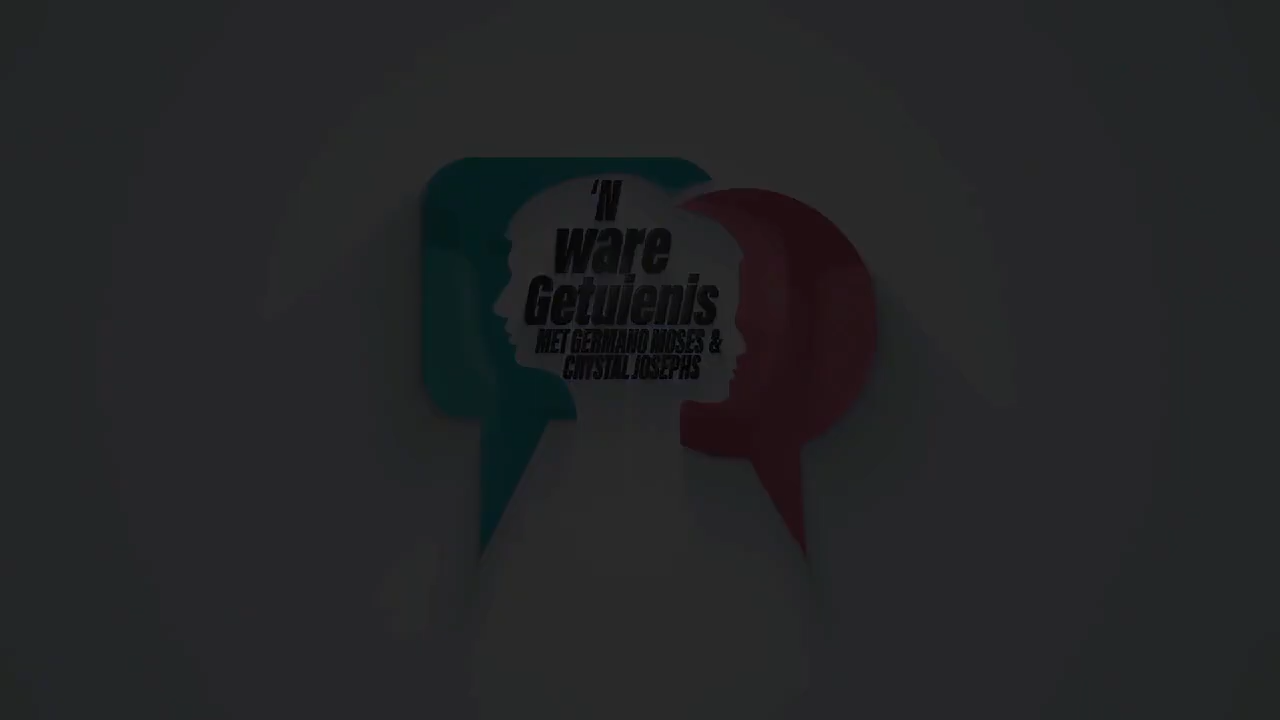 'N
ware
Getuienis
MET GERMANO MOSES &
CRYSTAL JOSEPHS